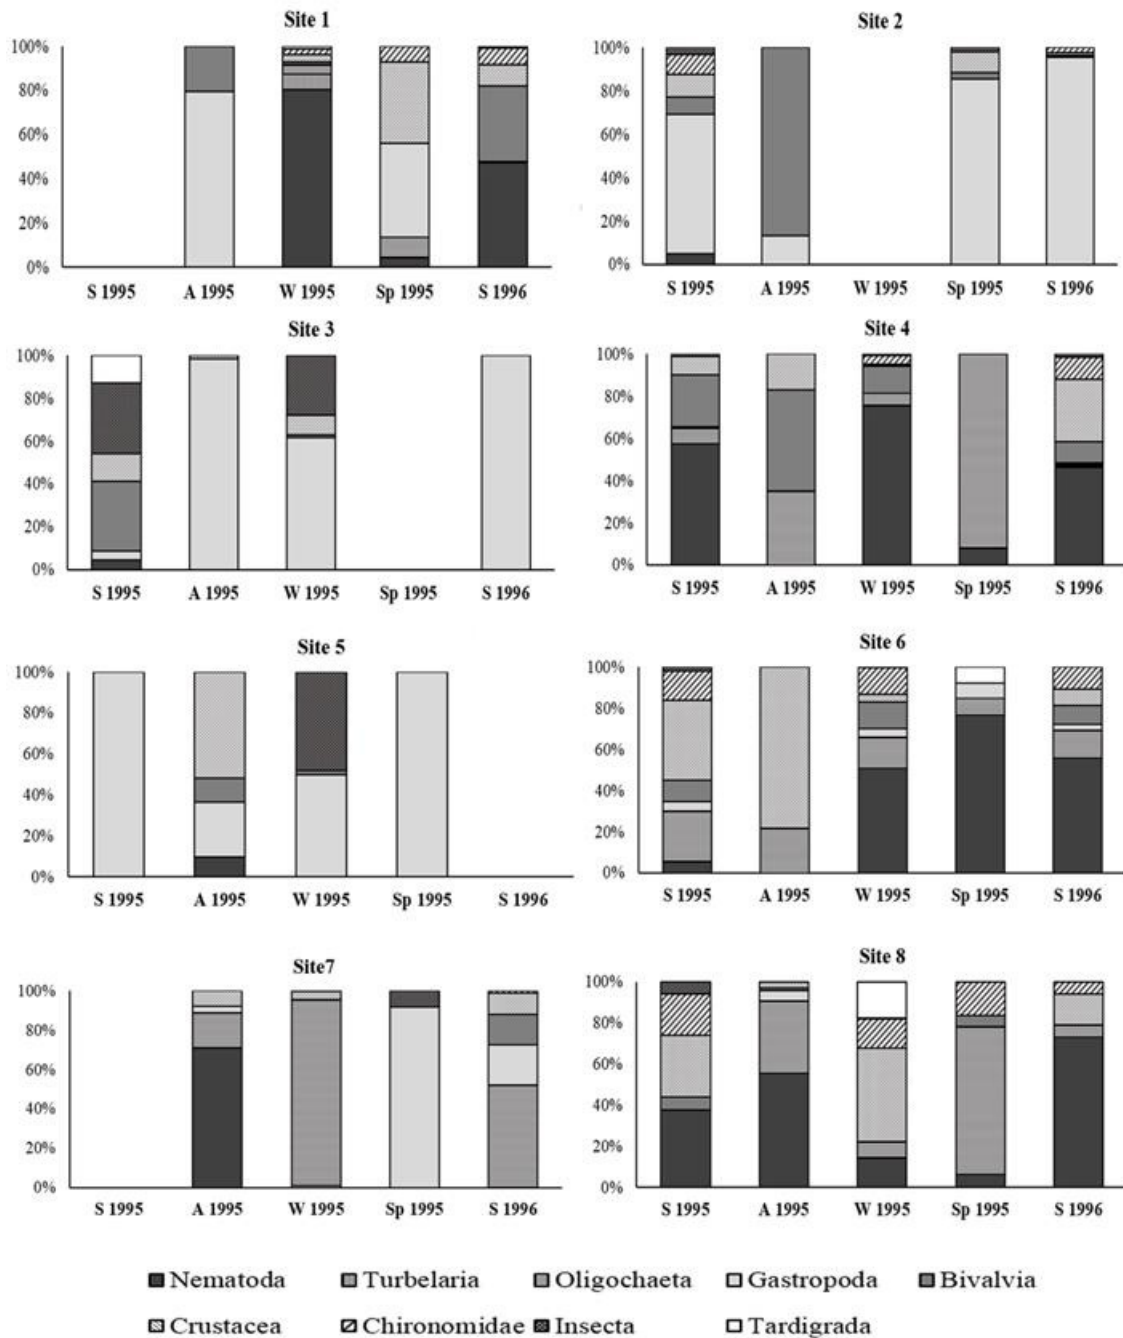 Site 1
100%
80%
60%
40%
20%
0%
S 1995 A 1995 W 1995 Sp 1995 S 1996
Site 2
100%
80%
60%
40%
20%
0%
S 1995 A 1995 W 1995 Sp 1995 S 1996
Site 3
100%
80%
60%
40%
20%
0%
S 1995 A 1995 W 1995 Sp 1995 S 1996
Site 4
100%
80%
60%
40%
20%
0%
S 1995 A 1995 W 1995 Sp 1995 S 1996
Site 5
100%
80%
60%
40%
20%
0%
S 1995 A 1995 W 1995 Sp 1995 S 1996
Site 6
100%
80%
60%
40%
20%
0%
S 1995 A 1995 W 1995 Sp 1995 S 1996
Site7
100%
80%
60%
40%
20%
0%
S 1995 A 1995 W 1995 Sp 1995 S 1996
Site 8
100%
80%
60%
40%
20%
0%
S 1995 A 1995 W 1995 Sp 1995 S 1996
Nematoda Turbelaria Oligochaeta Gastropoda Bivalvia
Crustacea Chironomidae Insecta Tardigrada